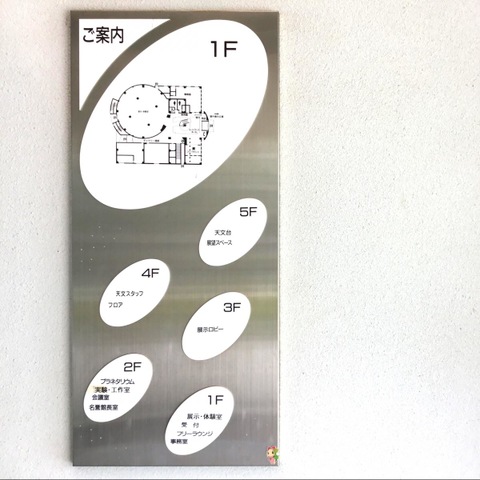 ご案内
1F
5F
天文台
展望スペース
4F
天文スタッフ
フロア
3F
展示ロビー
2F
プラネタリウム
実験・工作室
会議室
名誉館長室
1F
展示・体験室
受 付
フリーラウンジ
事務室